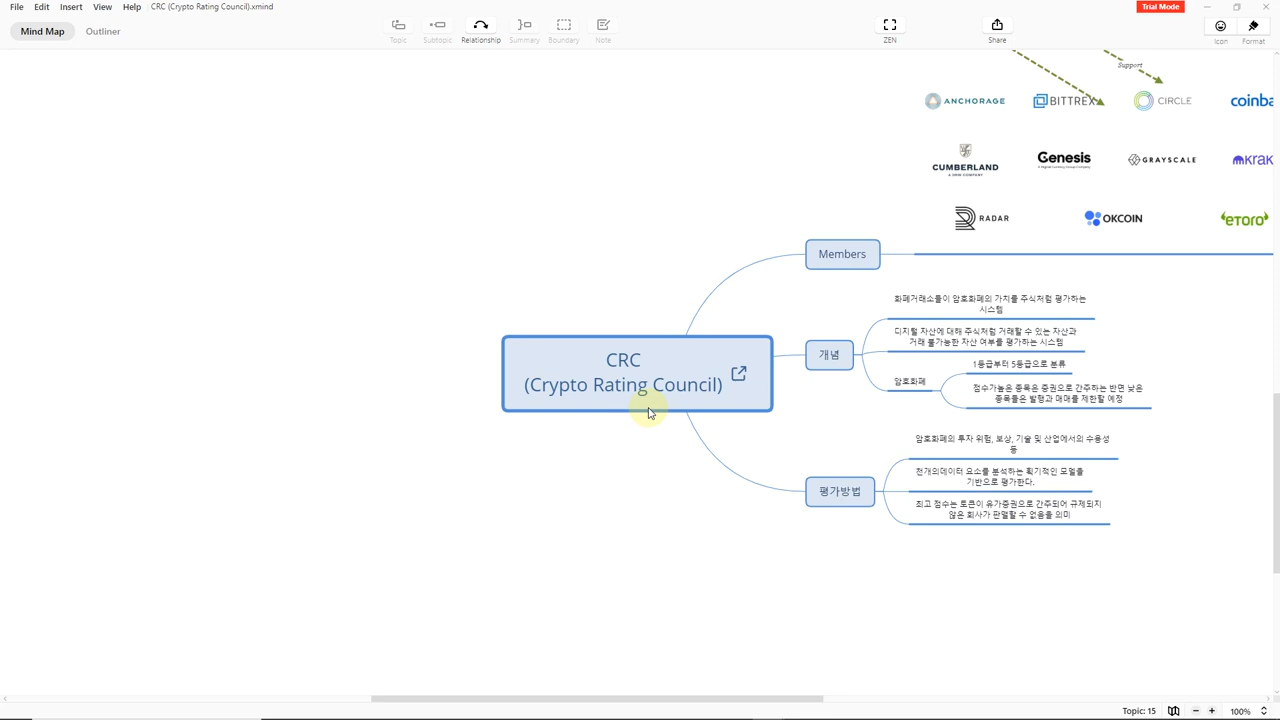 File Edit Insert View Help CRC (Crypto Rating Council).xmind Trial Mode
Mind Map Outliner
Topic Subtopic Relationship Summary Boundary Note ZEN Share Icon Format
Support
ANCHORAGE BITTREX CIRCLE coinba
CUMBERLAND A DRW COMPANY Genesis A Digital Currency Group Company GRAYSCALE KRAK
RADAR OKCOIN eTORO
Members
화폐거래소들이 암호화폐의 가치를 주식처럼 평가하는
시스템
디지털 자산에 대해 주식처럼 거래할 수 있는 자산과
거래 불가능한 자산 여부를 평가하는 시스템
개념
1등급부터 5등급으로 분류
암호화폐
점수가높은 종목은 증권으로 간주하는 반면 낮은
종목들은 발행과 매매를 제한할 예정
CRC
(Crypto Rating Council)
암호화폐의 투자 위험, 보상, 기술 및 산업에서의 수용성
등
전개의데이터 요소를 분석하는 획기적인 모델을
기반으로 평가한다.
평가방법
최고 점수는 토큰이 유가증권으로 간주되어 규제되지
않은 회사가 판매할 수 없음을 의미
Topic: 15 100%